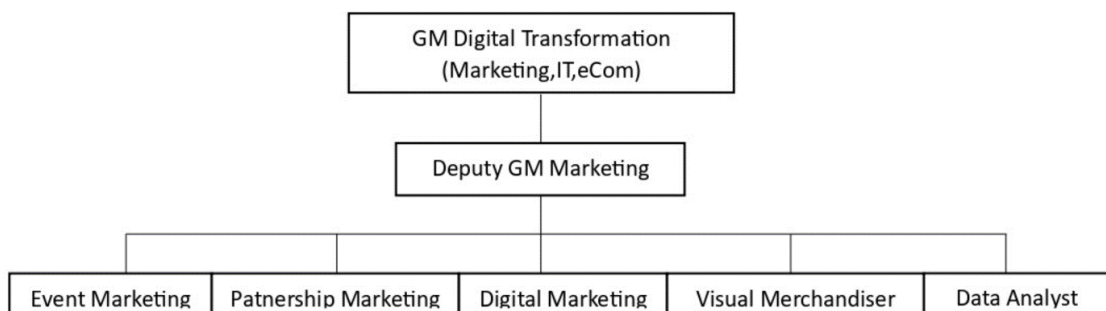 GM Digital Transformation
(Marketing,IT,eCom)
Deputy GM Marketing
Event Marketing
Patnership Marketing
Digital Marketing
Visual Merchandiser
Data Analyst